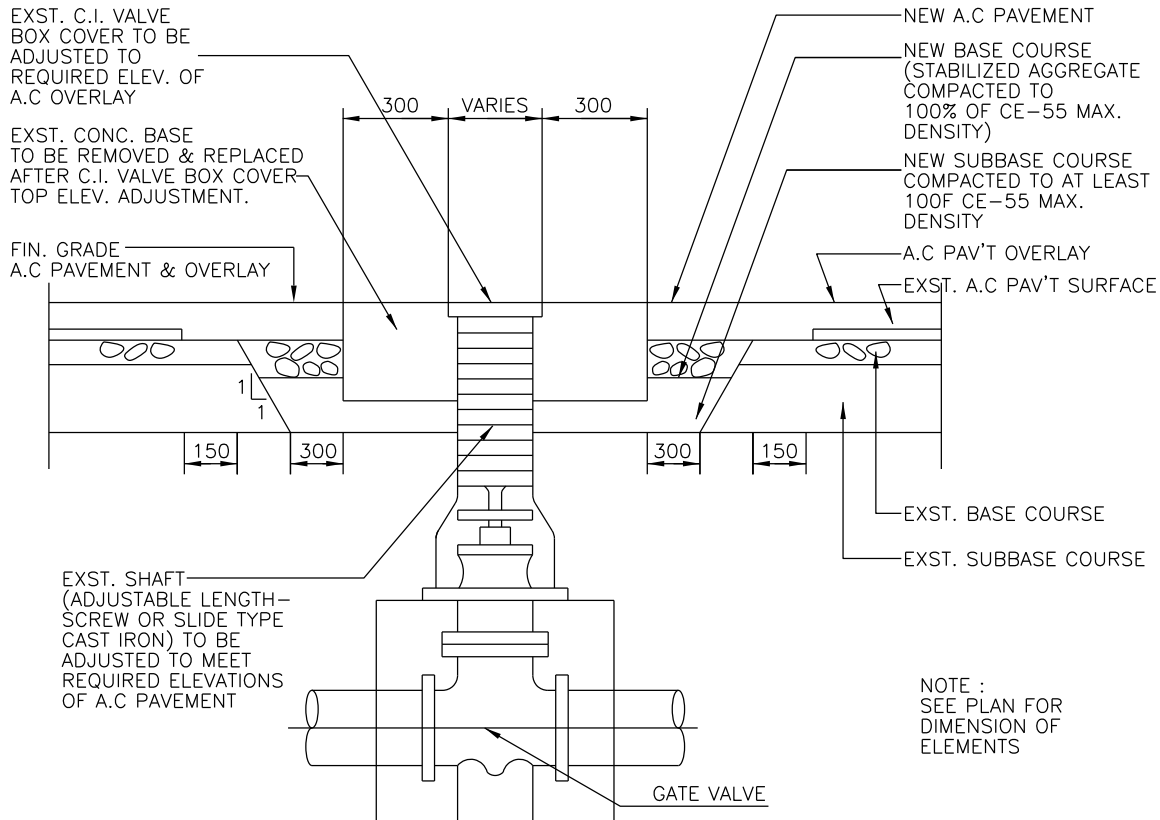 EXST. C.I. VALVE
BOX COVER TO BE
ADJUSTED TO
REQUIRED ELEV. OF
A.C OVERLAY
EXST. CONC. BASE
TO BE REMOVED & REPLACED
AFTER C.I. VALVE BOX COVER
TOP ELEV. ADJUSTMENT.
FIN. GRADE
A.C PAVEMENT & OVERLAY
300
VARIES
300
NEW A.C PAVEMENT
NEW BASE COURSE
(STABILIZED AGGREGATE
COMPACTED TO
100% OF CE-55 MAX.
DENSITY)
NEW SUBBASE COURSE
COMPACTED TO AT LEAST
100F CE-55 MAX.
DENSITY
A.C PAV'T OVERLAY
EXST. A.C PAV'T SURFACE
1
1
150
300
300
150
EXST. BASE COURSE
EXST. SUBBASE COURSE
EXST. SHAFT
(ADJUSTABLE LENGTH-
SCREW OR SLIDE TYPE
CAST IRON) TO BE
ADJUSTED TO MEET
REQUIRED ELEVATIONS
OF A.C PAVEMENT
NOTE :
SEE PLAN FOR
DIMENSION OF
ELEMENTS
GATE VALVE